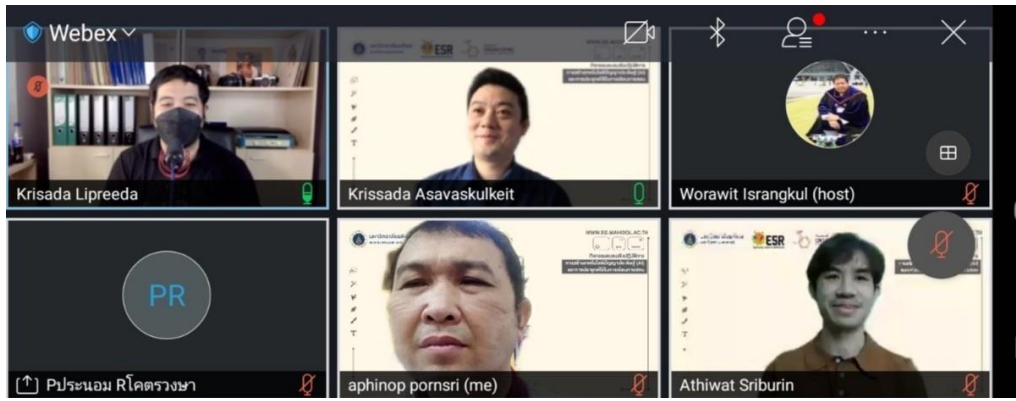 Webex
ESR
Krisada Lipreeda
Krissada Asavaskulkeit
Worawit Israngkul (host)
PR
WWW.EG.MAHIDOL.AC.TH
ESR
Pประนอม Rโคตรวงษา
aphinop pornsri (me)
Athiwat Sriburin